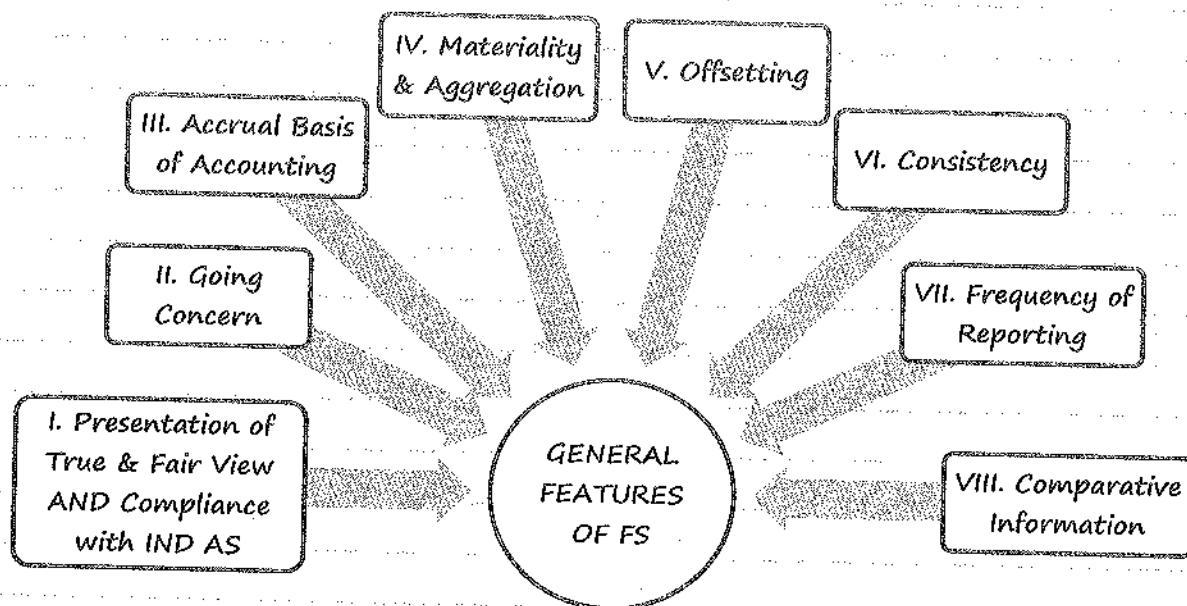 I. Presentation of
True & Fair View
AND Compliance
with IND AS
II. Going
Concern
III. Accrual Basis
of Accounting
IV. Materiality
& Aggregation
V. Offsetting
VI. Consistency
VII. Frequency of
Reporting
VIII. Comparative
Information
GENERAL
FEATURES
OF FS